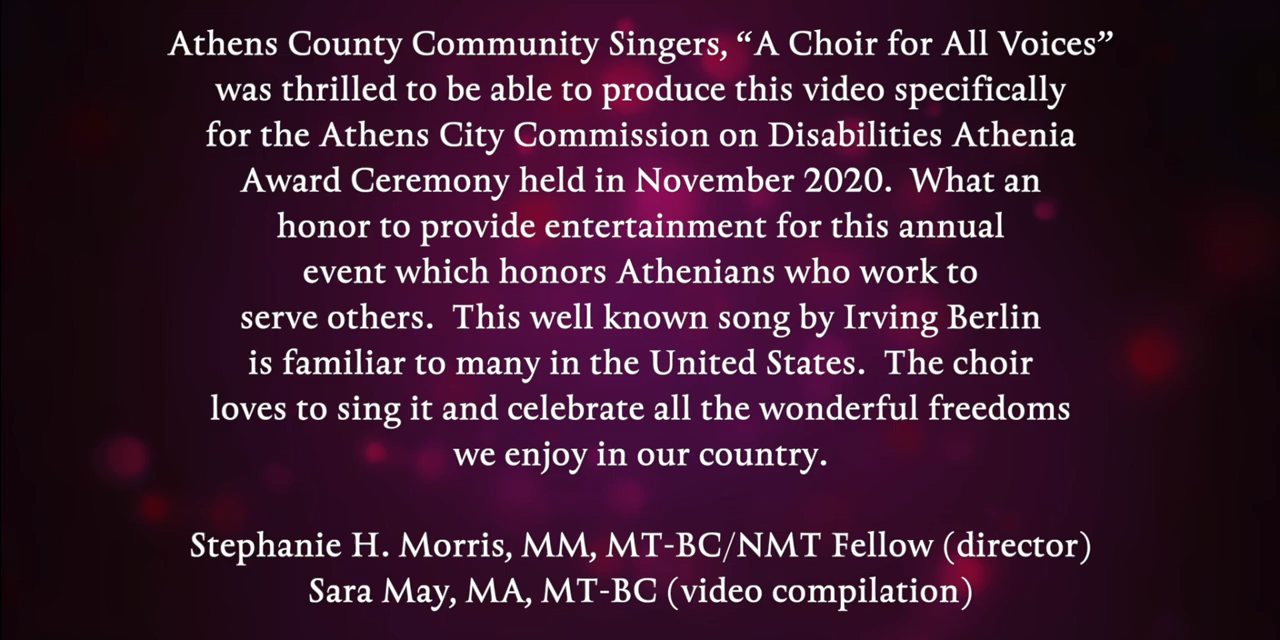 Athens County Community Singers, “A Choir for All Voices”
was thrilled to be able to produce this video specifically
for the Athens City Commission on Disabilities Athenia
Award Ceremony held in November 2020.  What an
honor to provide entertainment for this annual
event which honors Athenians who work to
serve others.  This well known song by Irving Berlin
is familiar to many in the United States.  The choir
loves to sing it and celebrate all the wonderful freedoms
we enjoy in our country.
Stephanie H. Morris, MM, MT-BC/NMT Fellow (director)
Sara May, MA, MT-BC (video compilation)